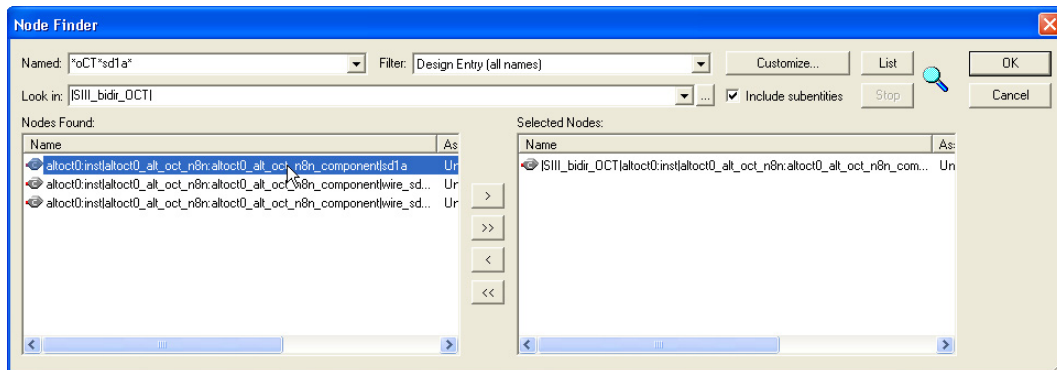 Node Finder
Named: *oCT*sd1a* Filter: Design Entry (all names) Customize... List OK
Look in: |SIII_bidir_OCT| ... Include subentities Stop Cancel
Nodes Found: Selected Nodes:
Name As Name As:
altoct0:inst|altoct0_alt_oct_n8n:altoct0_alt_oct_n8n_component|sd1a Un
|SIII_bidir_OCT|altoct0:inst|altoct0_alt_oct_n8n:altoct0_alt_oct_n8n_com... Un
altoct0:inst|altoct0_alt_oct_n8n:altoct0_alt_oct_n8n_component|wire_sd... Ur
altoct0:inst|altoct0_alt_oct_n8n:altoct0_alt_oct_n8n_component|wire_sd... Ur
>
>>
<
<<